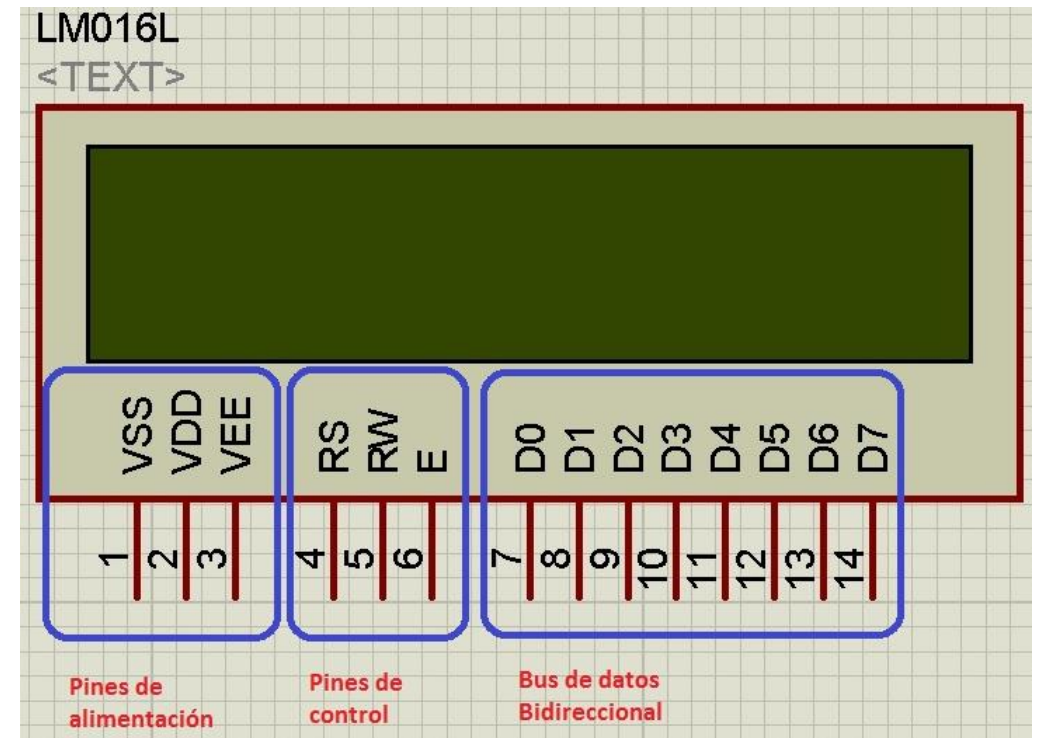 LM016L
<TEXT>
VSS VDD VEE RS RW E D0 D1 D2 D3 D4 D5 D6 D7
1 2 3 4 5 6 7 8 9 10 11 12 13 14
Pines de
alimentación
Pines de
control
Bus de datos
Bidireccional